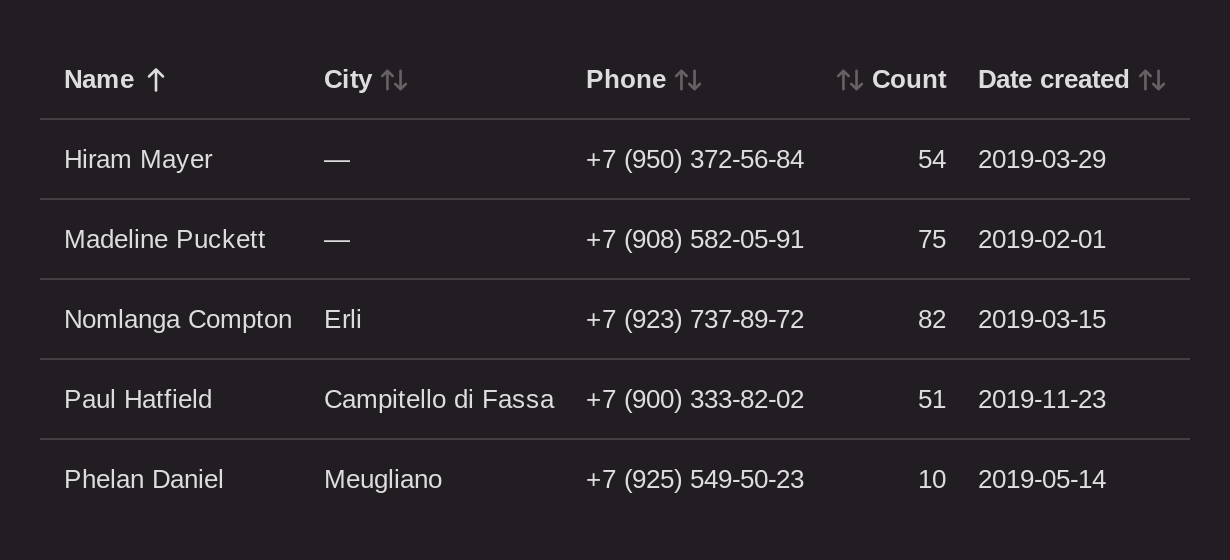 Name City Phone Count Date created
Hiram Mayer — +7 (950) 372-56-84 54 2019-03-29
Madeline Puckett — +7 (908) 582-05-91 75 2019-02-01
Nomlanga Compton Erli +7 (923) 737-89-72 82 2019-03-15
Paul Hatfield Campitello di Fassa +7 (900) 333-82-02 51 2019-11-23
Phelan Daniel Meugliano +7 (925) 549-50-23 10 2019-05-14